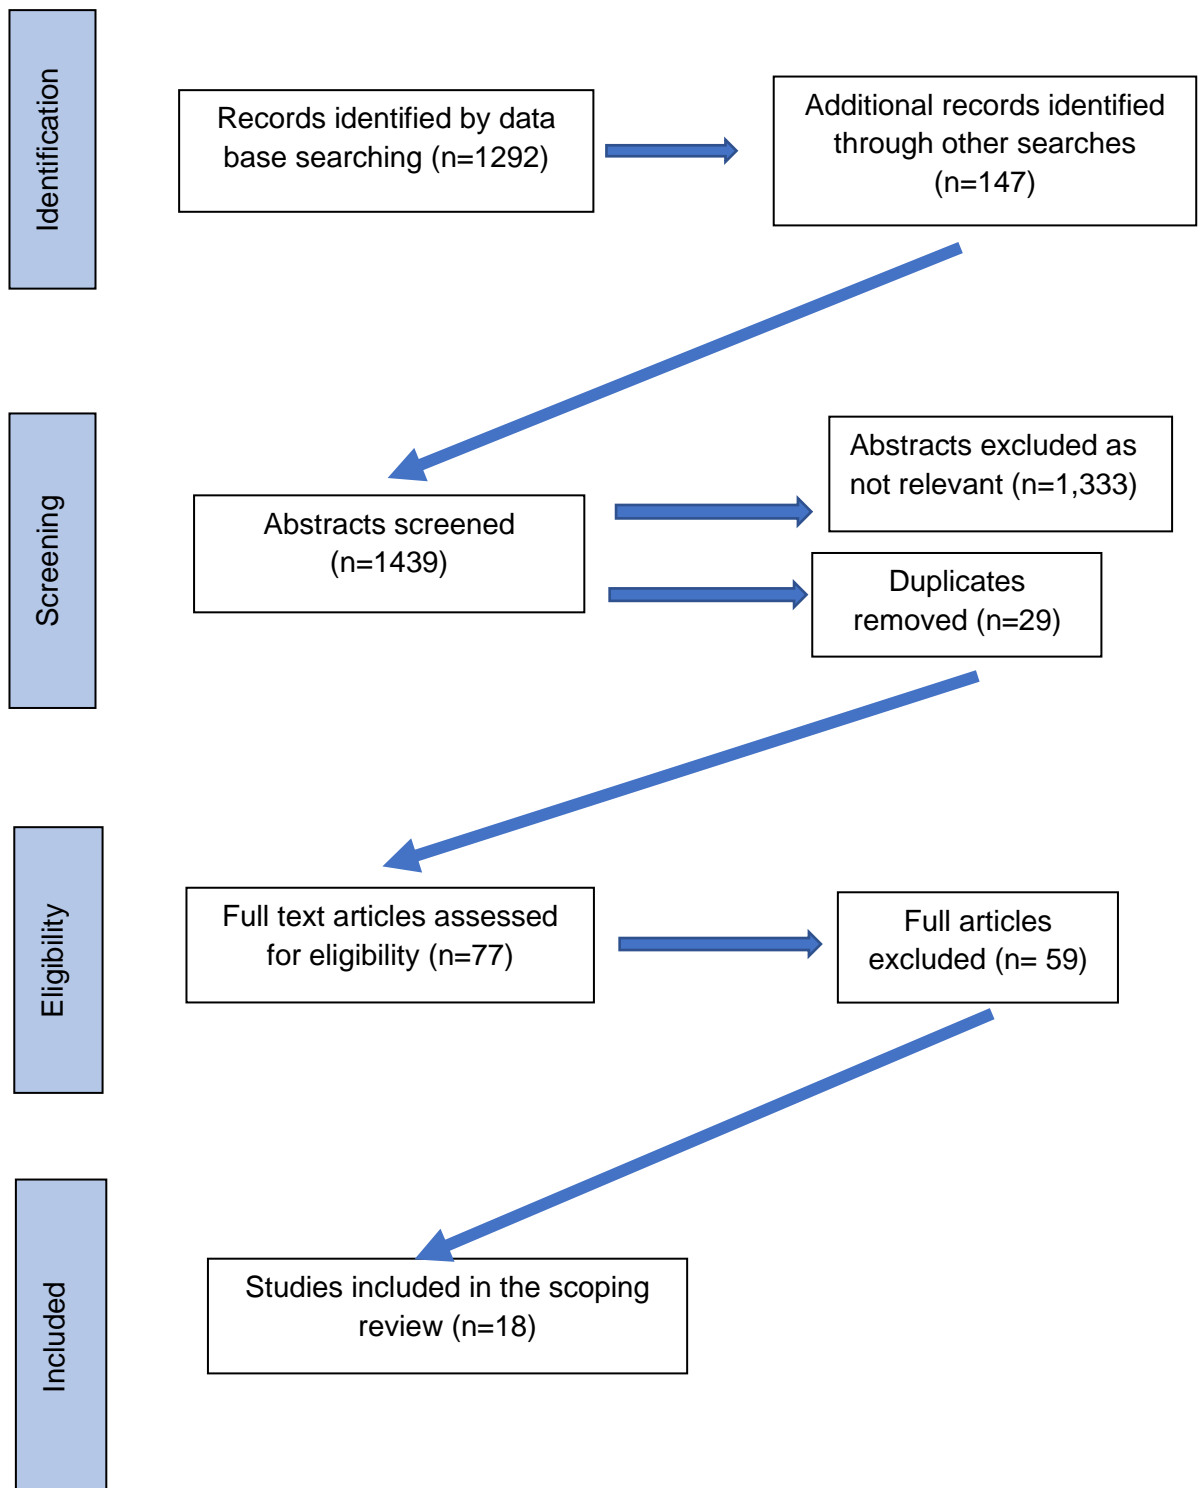 Identification
Records identified by data
base searching (n=1292)
Additional records identified
through other searches
(n=147)
Screening
Abstracts screened
(n=1439)
Abstracts excluded as
not relevant (n=1,333)
Duplicates
removed (n=29)
Eligibility
Full text articles assessed
for eligibility (n=77)
Full articles
excluded (n= 59)
Included
Studies included in the scoping
review (n=18)